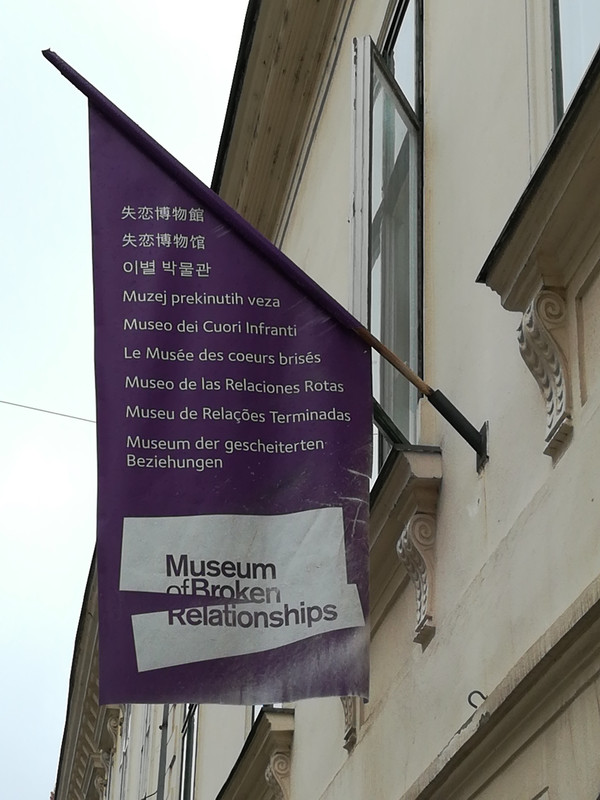 失恋博物館
失恋博物馆
이별 박물관
Muzej prekinutih veza
Museo dei Cuori Infranti
Le Musée des coeurs brisés
Museo de las Relaciones Rotas
Museu de Relações Terminadas
Museum der gescheiterten
Beziehungen
Museum
of Broken
Relationships